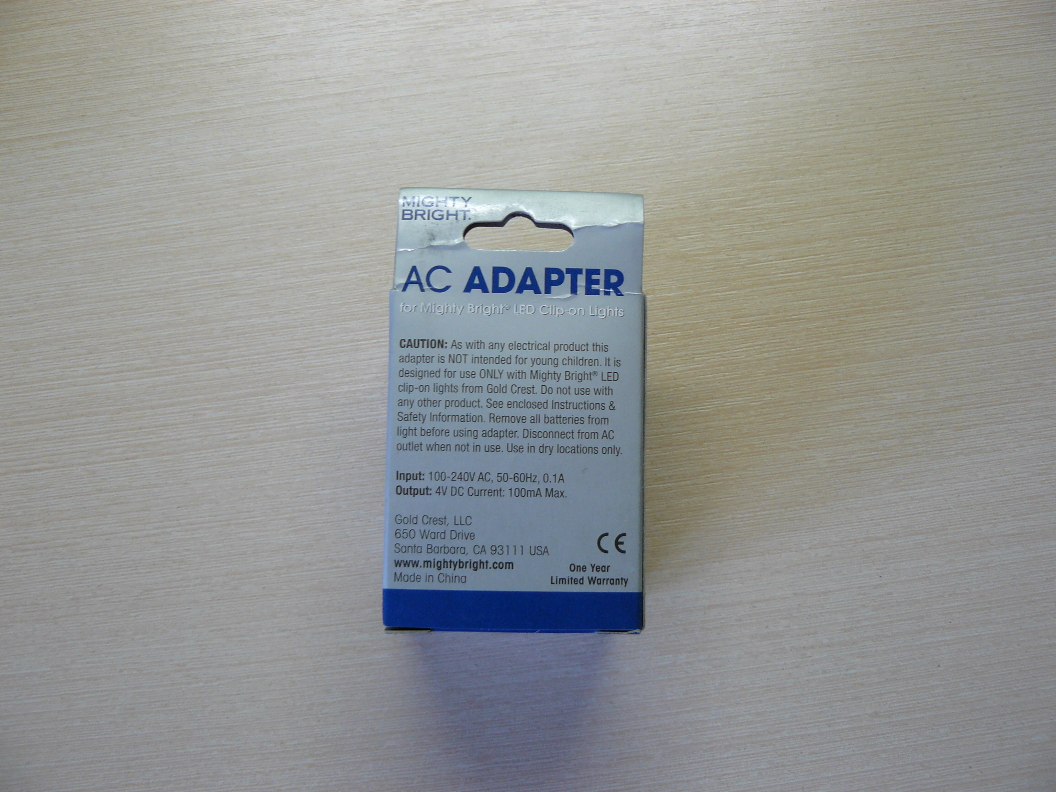 MIGHTY
BRIGHT™
AC ADAPTER
for Mighty Bright™ LED Clip-on Lights
CAUTION: As with any electrical product this
adapter is NOT intended for young children. It is
designed for use ONLY with Mighty Bright® LED
clip-on lights from Gold Crest. Do not use with
any other product. See enclosed Instructions &
Safety Information. Remove all batteries from
light before using adapter. Disconnect from AC
outlet when not in use. Use in dry locations only.
Input: 100-240V AC, 50-60Hz, 0.1A
Output: 4V DC Current: 100mA Max.
Gold Crest, LLC
650 Ward Drive
Santa Barbara, CA 93111 USA
www.mightybright.com
Made in China
CE
One Year
Limited Warranty